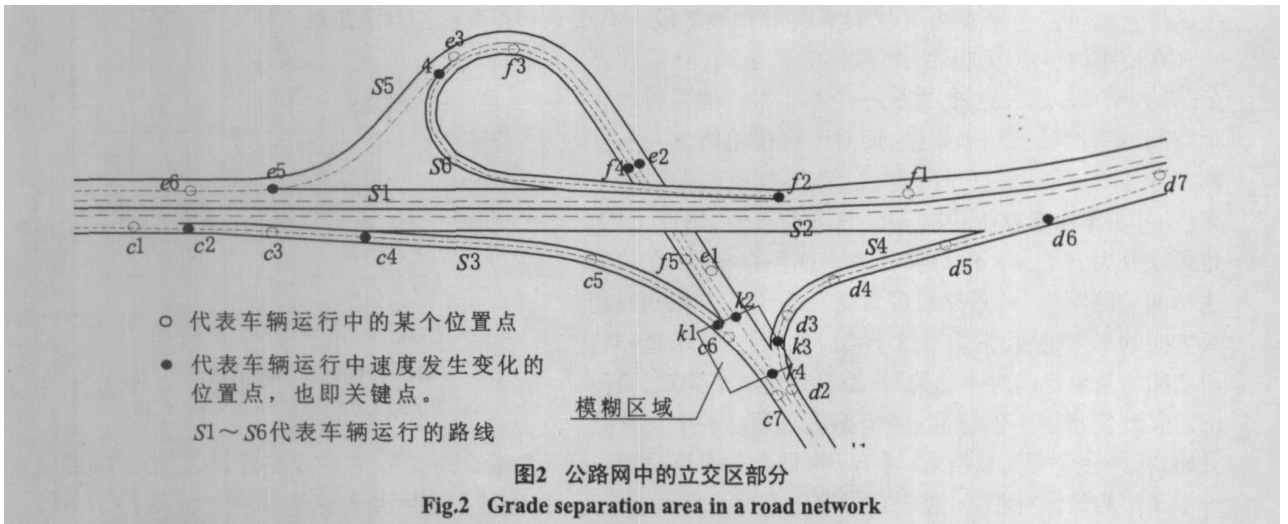 e3
4
f3
S5
S6
f4
e2
e6
e5
S1
f2
f1
d7
S2
c1
c2
c3
c4
S3
c5
f5
e1
S4
d5
d6
d4
k2
k1
c6
d3
k3
k4
d2
c7
代表车辆运行中的某个位置点
代表车辆运行中速度发生变化的
位置点，也即关键点。
S1～S6代表车辆运行的路线
模糊区域
图2 公路网中的立交区部分
Fig.2 Grade separation area in a road network